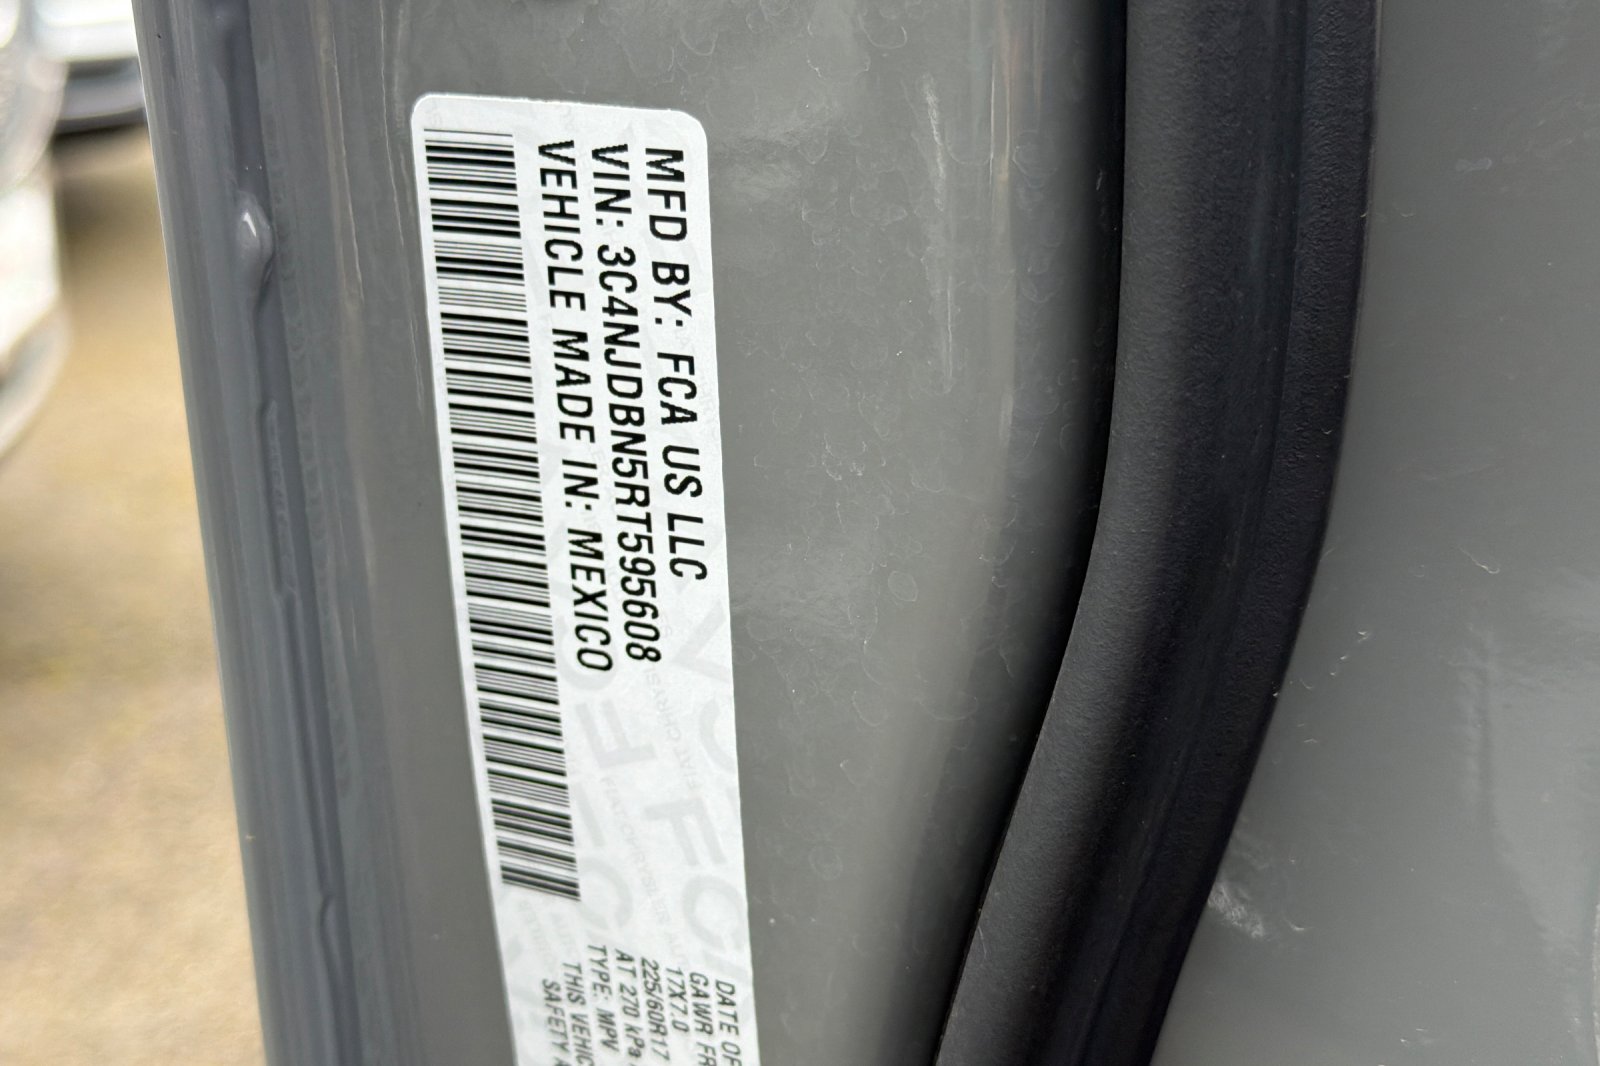 MFD BY: FCA US LLC
VIN: 3C4NJDBN5RT595608
VEHICLE MADE IN: MEXICO
DATE OF
GAWR FR
17X7.0
225/60R17
AT 270 kPa
TYPE: MPV
THIS VEHIC
SAFETY A